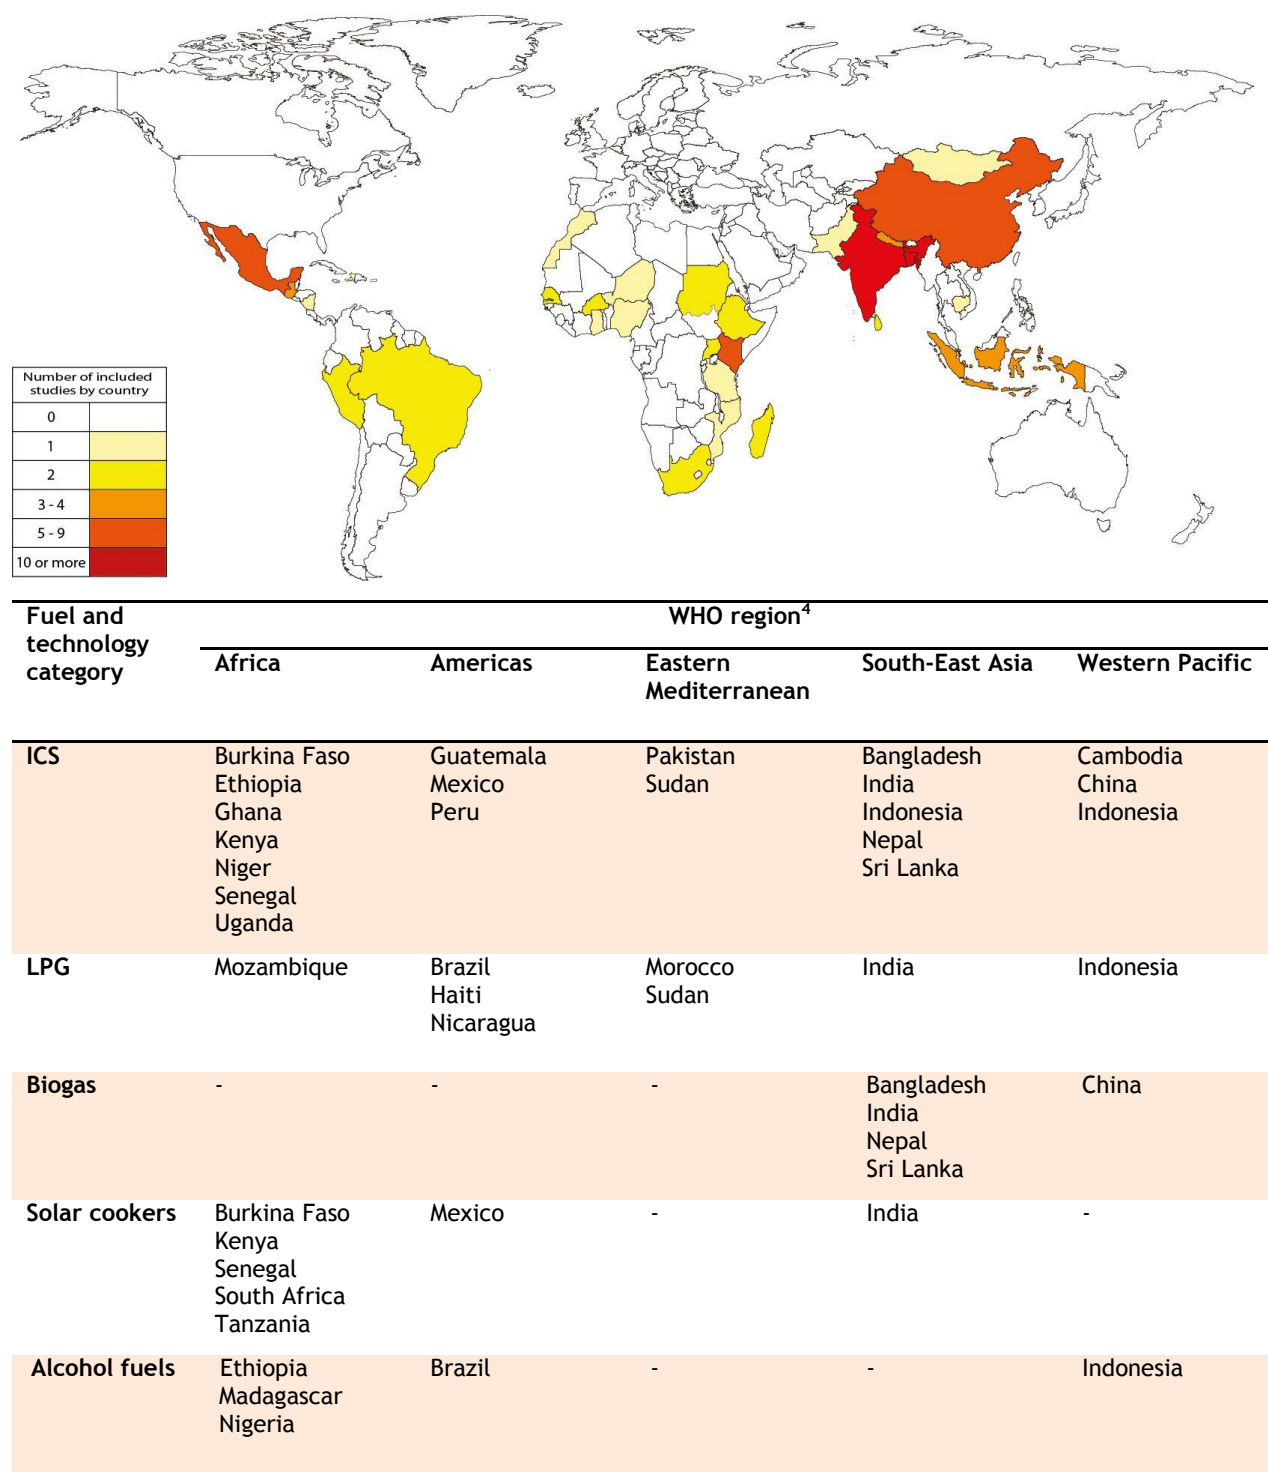 Number of included
studies by country
0
1
2
3 - 4
5 - 9
10 or more
Fuel and
technology
category
WHO region4
Africa
Americas
Eastern
Mediterranean
South-East Asia
Western Pacific
ICS
Burkina Faso
Ethiopia
Ghana
Kenya
Niger
Senegal
Uganda
Guatemala
Mexico
Peru
Pakistan
Sudan
Bangladesh
India
Indonesia
Nepal
Sri Lanka
Cambodia
China
Indonesia
LPG
Mozambique
Brazil
Haiti
Nicaragua
Morocco
Sudan
India
Indonesia
Biogas
-
-
-
Bangladesh
India
Nepal
Sri Lanka
China
Solar cookers
Burkina Faso
Kenya
Senegal
South Africa
Tanzania
Mexico
-
India
-
Alcohol fuels
Ethiopia
Madagascar
Nigeria
Brazil
-
-
Indonesia